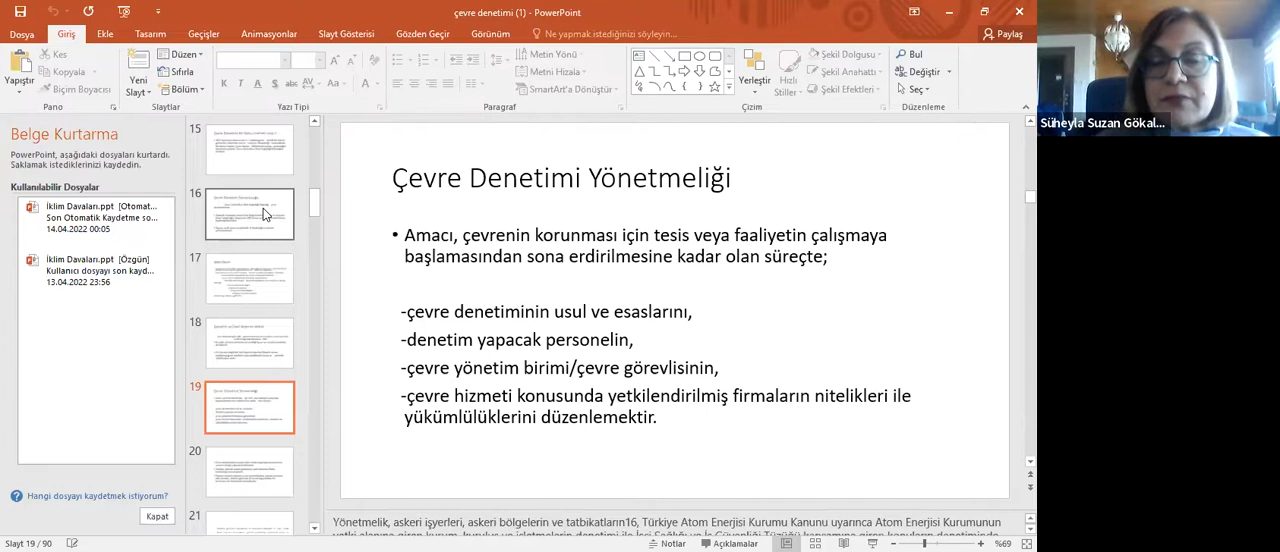 çevre denetimi (1) - PowerPoint
Dosya Giriş Ekle Tasarım Geçişler Animasyonlar Slayt Gösterisi Gözden Geçir Görünüm Ne yapmak istediğinizi söyleyin... Paylaş
Yapıştır
Kes
Kopyala
Biçim Boyacısı
Pano
Yeni
Slayt
Düzen
Sıfırla
Bölüm
Slaytlar
Yazı Tipi
Metin Yönü
Metni Hizala
SmartArt'a Dönüştür
Paragraf
Yerleştir
Hızlı
Stiller
Şekil Dolgusu
Şekil Anahattı
Şekil Efektleri
Çizim
Bul
Değiştir
Seç
Düzenleme
Süheyla Suzan Gökal...
Belge Kurtarma
PowerPoint, aşağıdaki dosyaları kurtardı.
Saklamak istediklerinizi kaydedin.
Kullanılabilir Dosyalar
İklim Davaları.ppt [Otomat...
Son Otomatik Kaydetme so...
14.04.2022 00:05
İklim Davaları.ppt [Özgün]
Kullanıcı dosyayı son kayd...
13.04.2022 23:56
Hangi dosyayı kaydetmek istiyorum?
Kapat
15
16
17
18
19
20
21
Çevre Denetimi Yönetmeliği
• Amacı, çevrenin korunması için tesis veya faaliyetin çalışmaya
başlamasından sona erdirilmesine kadar olan süreçte;
-çevre denetiminin usul ve esaslarını,
-denetim yapacak personelin,
-çevre yönetim birimi/çevre görevlisinin,
-çevre hizmeti konusunda yetkilendirilmiş firmaların nitelikleri ile
yükümlülüklerini düzenlemektir.
Yönetmelik, askeri işyerleri, askeri bölgelerin ve tatbikatların16, Türkiye Atom Enerjisi Kurumu Kanunu uyarınca Atom Enerjisi Kurumunun
Slayt 19 / 90
Notlar
Açıklamalar
%69